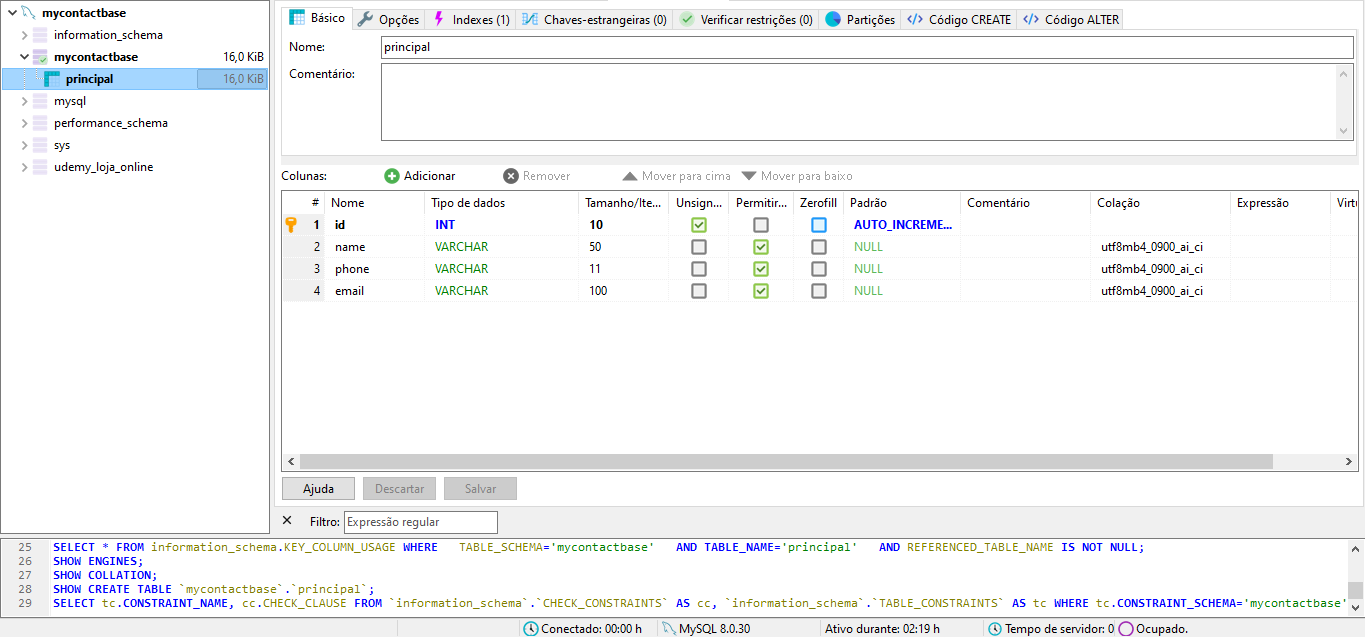 mycontactbase
information_schema
mycontactbase 16,0 KiB
principal 16,0 KiB
mysql
performance_schema
sys
udemy_loja_online
Básico Opções Indexes (1) Chaves-estrangeiras (0) Verificar restrições (0) Partições Código CREATE Código ALTER
Nome: principal
Comentário:
Colunas: Adicionar Remover Mover para cima Mover para baixo
# Nome Tipo de dados Tamanho/Ite... Unsign... Permitir... Zerofill Padrão Comentário Colação Expressão Virtu
1 id INT 10 AUTO_INCREME...
2 name VARCHAR 50 NULL utf8mb4_0900_ai_ci
3 phone VARCHAR 11 NULL utf8mb4_0900_ai_ci
4 email VARCHAR 100 NULL utf8mb4_0900_ai_ci
Ajuda Descartar Salvar
Filtro: Expressão regular
25 SELECT * FROM information_schema.KEY_COLUMN_USAGE WHERE TABLE_SCHEMA='mycontactbase' AND TABLE_NAME='principal' AND REFERENCED_TABLE_NAME IS NOT NULL;
26 SHOW ENGINES;
27 SHOW COLLATION;
28 SHOW CREATE TABLE `mycontactbase`.`principal`;
29 SELECT tc.CONSTRAINT_NAME, cc.CHECK_CLAUSE FROM `information_schema`.`CHECK_CONSTRAINTS` AS cc, `information_schema`.`TABLE_CONSTRAINTS` AS tc WHERE tc.CONSTRAINT_SCHEMA='mycontactbase'
Conectado: 00:00 h MySQL 8.0.30 Ativo durante: 02:19 h Tempo de servidor: 0 Ocupado.